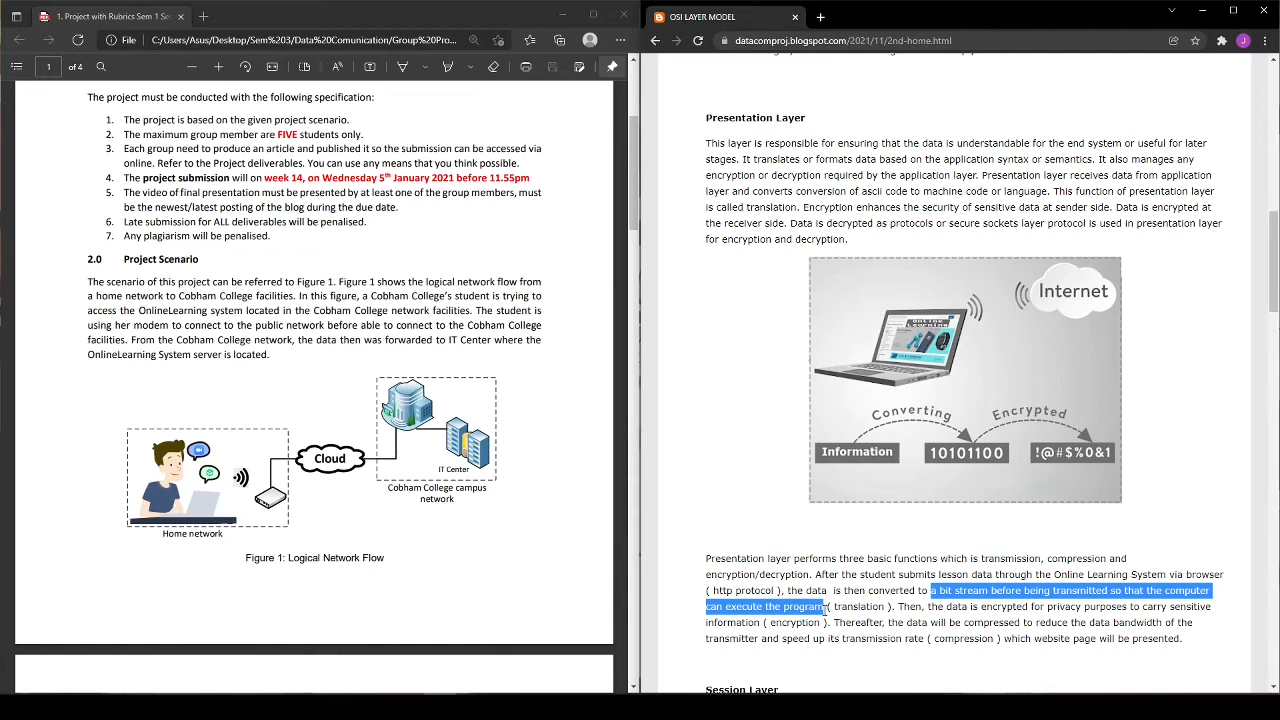 1. Project with Rubrics Sem 1 Se
File
C:/Users/Asus/Desktop/Sem%203/Data%20Comunication/Group%20Pro...
1
of 4
The project must be conducted with the following specification:
1. The project is based on the given project scenario.
2. The maximum group member are FIVE students only.
3. Each group need to produce an article and published it so the submission can be accessed via
online. Refer to the Project deliverables. You can use any means that you think possible.
4. The project submission will on week 14, on Wednesday 5th January 2021 before 11.55pm
5. The video of final presentation must be presented by at least one of the group members, must
be the newest/latest posting of the blog during the due date.
6. Late submission for ALL deliverables will be penalised.
7. Any plagiarism will be penalised.
2.0 Project Scenario
The scenario of this project can be referred to Figure 1. Figure 1 shows the logical network flow from
a home network to Cobham College facilities. In this figure, a Cobham College's student is trying to
access the OnlineLearning system located in the Cobham College network facilities. The student is
using her modem to connect to the public network before able to connect to the Cobham College
facilities. From the Cobham College network, the data then was forwarded to IT Center where the
OnlineLearning System server is located.
Cloud
IT Center
Cobham College campus
network
Home network
Figure 1: Logical Network Flow
OSI LAYER MODEL
datacomproj.blogspot.com/2021/11/2nd-home.html
J
Presentation Layer
This layer is responsible for ensuring that the data is understandable for the end system or useful for later
stages. It translates or formats data based on the application syntax or semantics. It also manages any
encryption or decryption required by the application layer. Presentation layer receives data from application
layer and converts conversion of ascii code to machine code or language. This function of presentation layer
is called translation. Encryption enhances the security of sensitive data at sender side. Data is encrypted at
the receiver side. Data is decrypted as protocols or secure sockets layer protocol is used in presentation layer
for encryption and decryption.
Internet
ONLINE
LEARNING
Converting
Encrypted
Information
10101100
!@#$%0&1
Presentation layer performs three basic functions which is transmission, compression and
encryption/decryption. After the student submits lesson data through the Online Learning System via browser
( http protocol ), the data  is then converted to a bit stream before being transmitted so that the computer
can execute the program ( translation ). Then, the data is encrypted for privacy purposes to carry sensitive
information ( encryption ). Thereafter, the data will be compressed to reduce the data bandwidth of the
transmitter and speed up its transmission rate ( compression ) which website page will be presented.
Session Layer